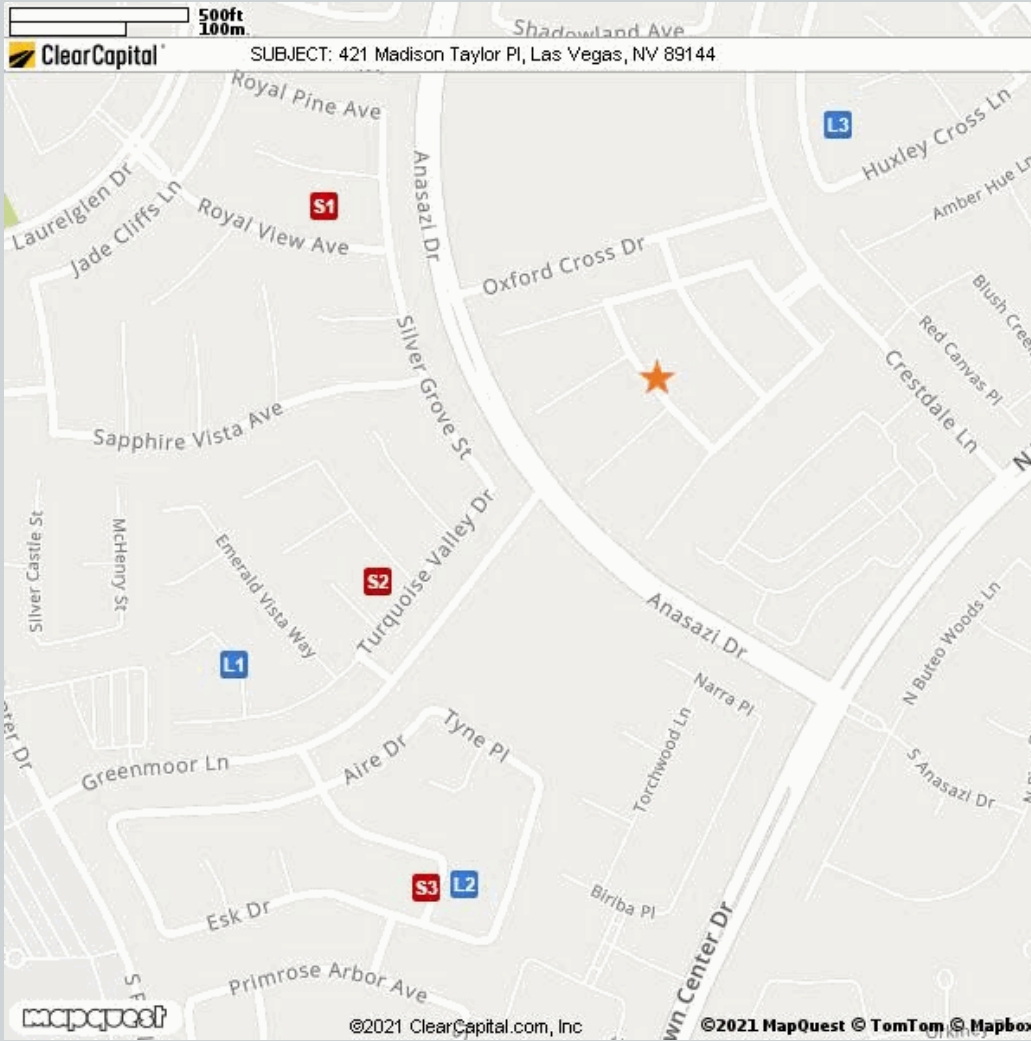 500ft
100m
Shadowland Ave
ClearCapital
SUBJECT: 421 Madison Taylor Pl, Las Vegas, NV 89144
Royal Pine Ave
L3
Huxley Cross Ln
Anasazi Dr
Laurelglen Dr
Jade Cliffs Ln
S1
Royal View Ave
Amber Hue Ln
Oxford Cross Dr
Blush Creek
Red Canvas Pl
Silver Grove St
Crestdale Ln
Sapphire Vista Ave
N
Silver Castle St
McHenry St
Emerald Vista Way
Turquoise Valley Dr
S2
Anasazi Dr
N Buteo Woods Ln
L1
Narra Pl
Torchwood Ln
ter Dr
Greenmoor Ln
Aire Dr
Tyne Pl
S Anasazi Dr
S3
L2
Esk Dr
Biriba Pl
wn Center Dr
Primrose Arbor Ave
mapquest
©2021 ClearCapital.com, Inc
©2021 MapQuest © TomTom © Mapbox